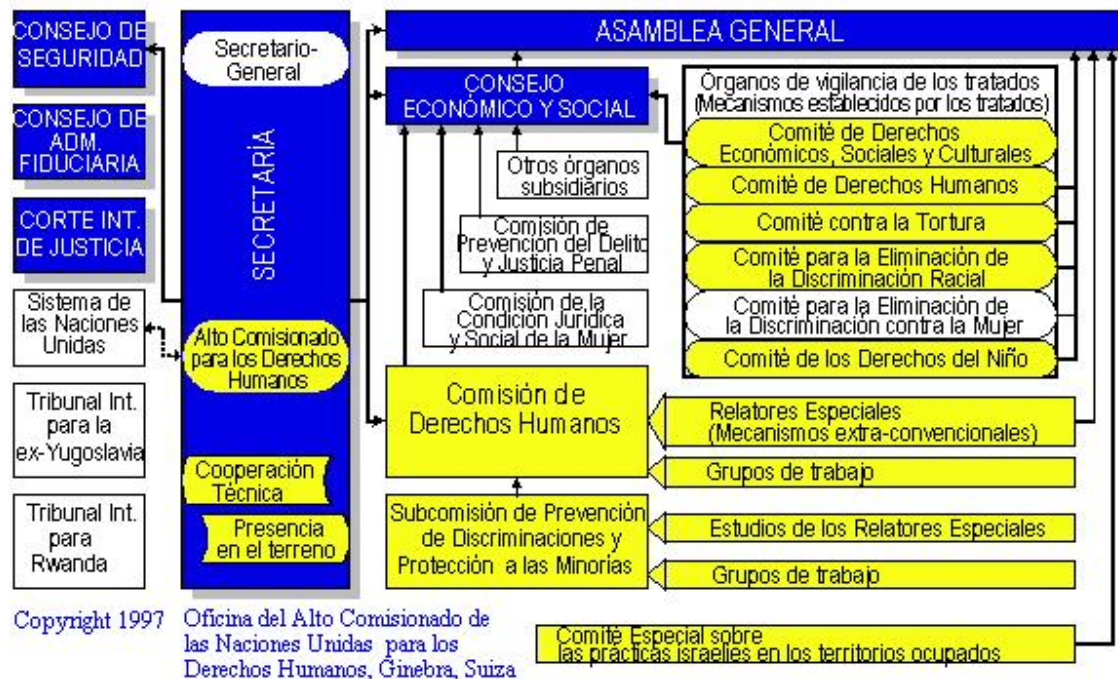 CONSEJO DE
SEGURIDAD
CONSEJO DE
ADM.
FIDUCIARIA
CORTE INT.
DE JUSTICIA
Sistema de
las Naciones
Unidas
Tribunal Int.
para la
ex-Yugoslavia
Tribunal Int.
para
Rwanda
Secretario-
General
SECRETARÍA
Alto Comisionado
para los Derechos
Humanos
Cooperación
Técnica
Presencia
en el terreno
ASAMBLEA GENERAL
CONSEJO
ECONÓMICO Y SOCIAL
Otros órganos
subsidiários
Comisión de
Prevención del Delito
y Justicia Penal
Comisión de la
Condición Jurídica
y Social de la Mujer
Comisión de
Derechos Humanos
Subcomisión de Prevención
de Discriminaciones y
Protección a las Minorías
Órganos de vigilancia de los tratados
(Mecanismos establecidos por los tratados)
Comité de Derechos
Económicos, Sociales y Culturales
Comité de Derechos Humanos
Comité contra la Tortura
Comité para la Eliminación de
la Discriminación Racial
Comité para la Eliminación de
la Discriminación contra la Mujer
Comité de los Derechos del Niño
Relatores Especiales
(Mecanismos extra-convencionales)
Grupos de trabajo
Estudios de los Relatores Especiales
Grupos de trabajo
Comité Especial sobre
las prácticas israelíes en los territorios ocupados
Copyright 1997
Oficina del Alto Comisionado de
las Naciones Unidas para los
Derechos Humanos, Ginebra, Suiza